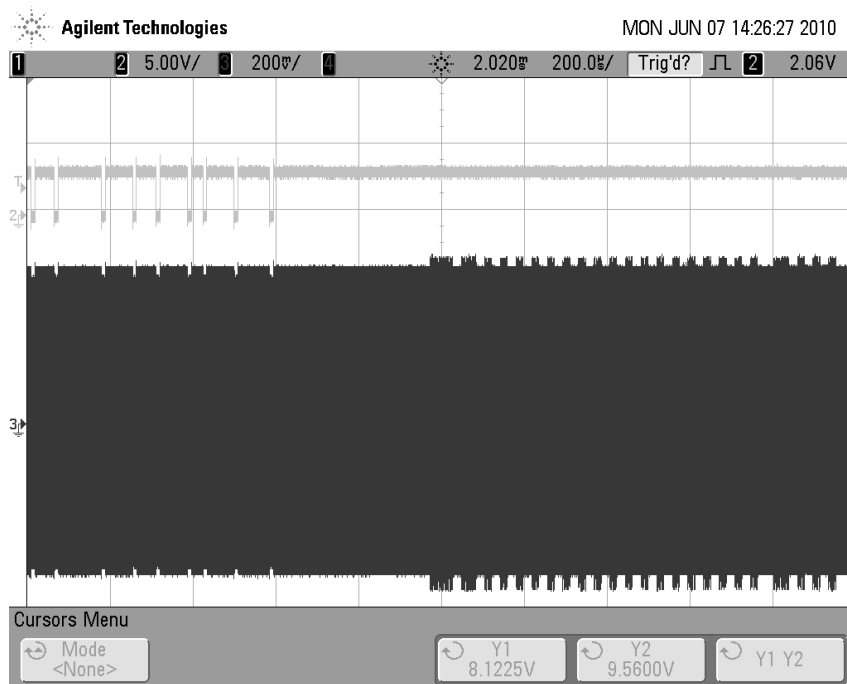 Agilent Technologies
MON JUN 07 14:26:27 2010
1 2 5.00V/ 3 200mV/ 4 2.020ms 200.0µs/ Trig'd? 2 2.06V
T
2
3
Cursors Menu
Mode
<None>
Y1
8.1225V
Y2
9.5600V
Y1 Y2